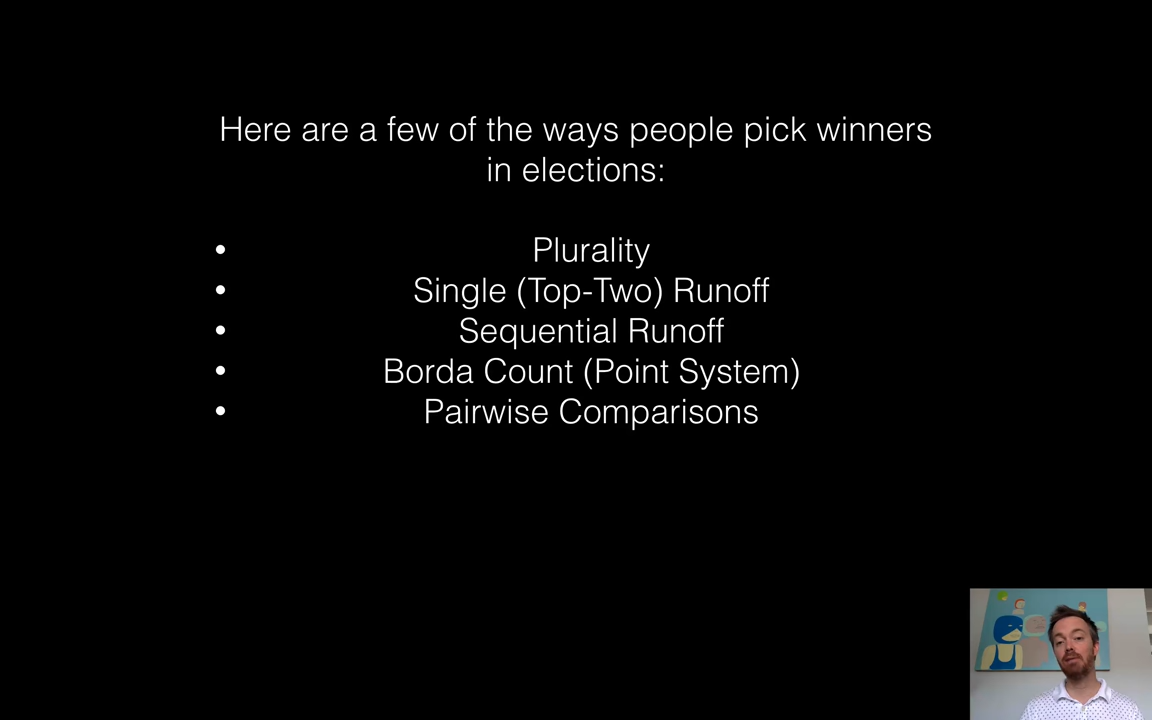 Here are a few of the ways people pick winners
in elections:
• Plurality
• Single (Top-Two) Runoff
• Sequential Runoff
• Borda Count (Point System)
• Pairwise Comparisons